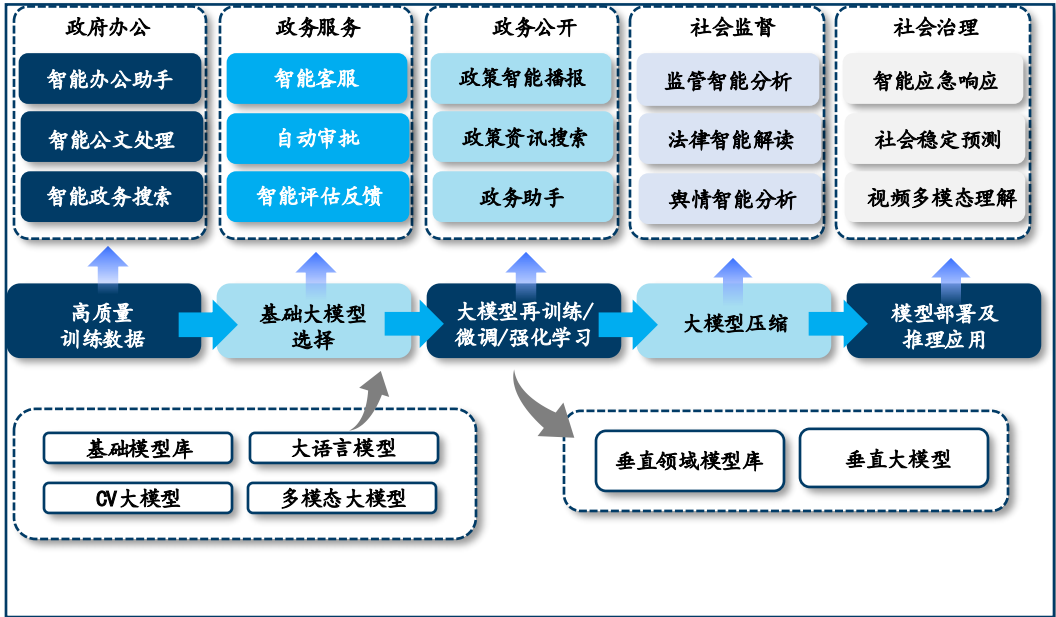 政府办公
智能办公助手
智能公文处理
智能政务搜索
政务服务
智能客服
自动审批
智能评估反馈
政务公开
政策智能播报
政策资讯搜索
政务助手
社会监督
监管智能分析
法律智能解读
舆情智能分析
社会治理
智能应急响应
社会稳定预测
视频多模态理解
高质量
训练数据
基础大模型
选择
大模型再训练/
微调/强化学习
大模型压缩
模型部署及
推理应用
基础模型库
大语言模型
CV大模型
多模态大模型
垂直领域模型库
垂直大模型